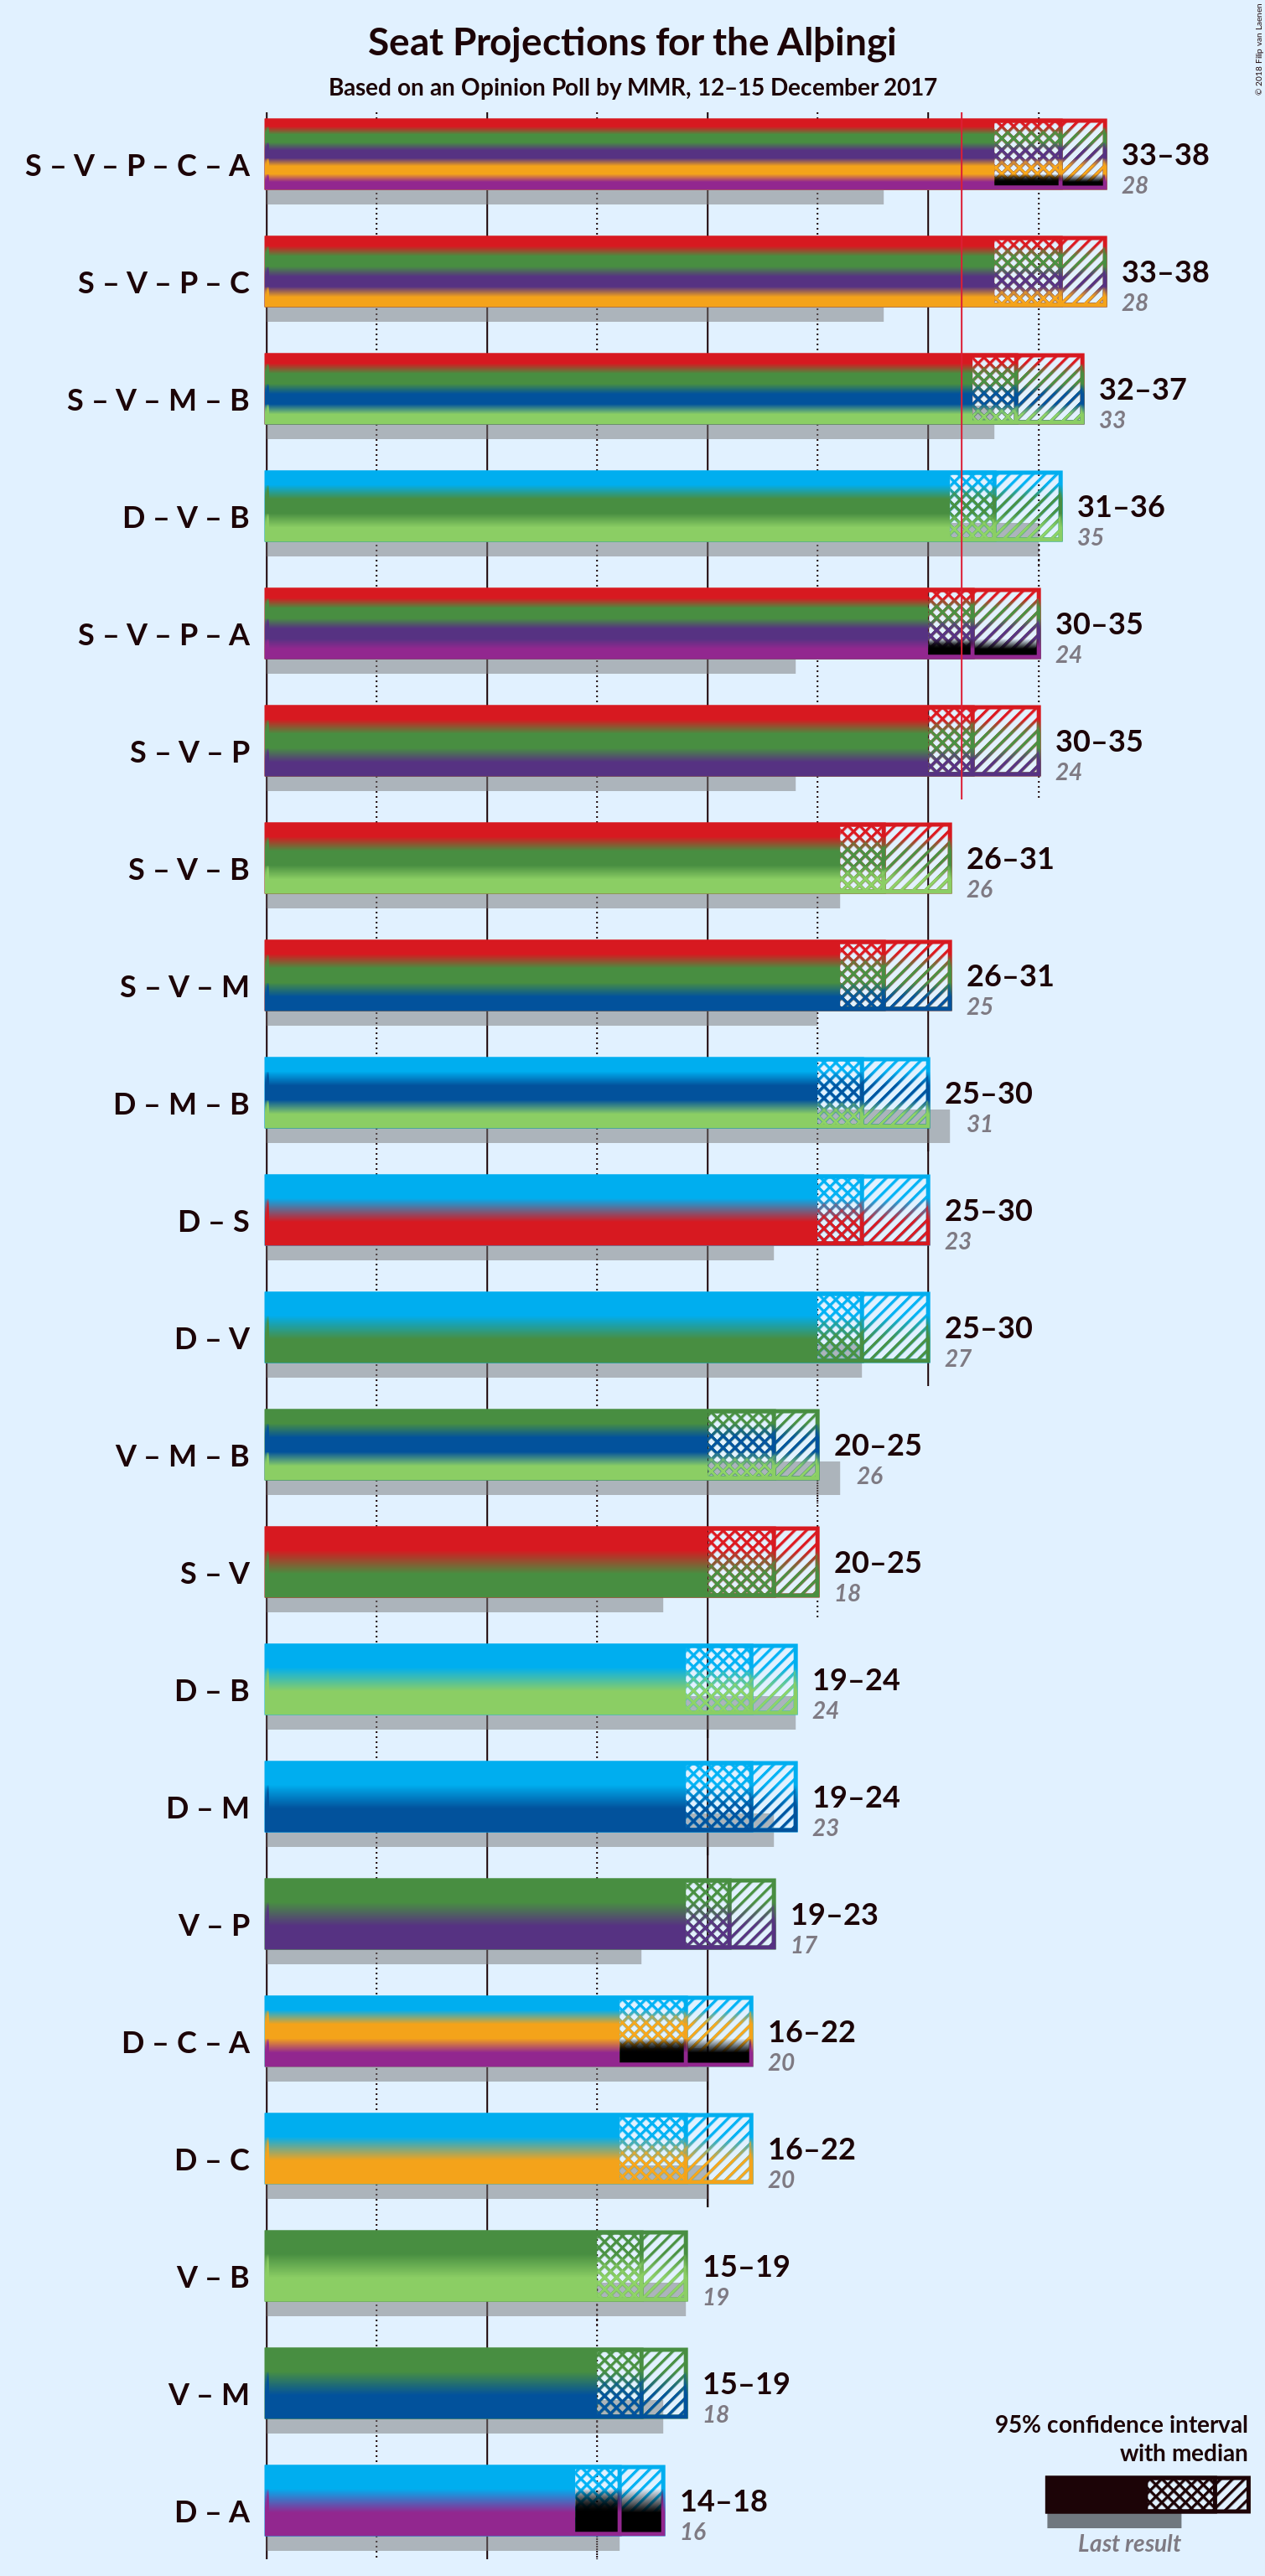 © 2018 Filip van Laenen
Seat Projections for the Alþingi
Based on an Opinion Poll by MMR, 12–15 December 2017
S – V – P – C – A
33–38
28
S – V – P – C
33–38
28
S – V – M – B
32–37
33
D – V – B
31–36
35
S – V – P – A
30–35
24
S – V – P
30–35
24
S – V – B
26–31
26
S – V – M
26–31
25
D – M – B
25–30
31
D – S
25–30
23
D – V
25–30
27
V – M – B
20–25
26
S – V
20–25
18
D – B
19–24
24
D – M
19–24
23
V – P
19–23
17
D – C – A
16–22
20
D – C
16–22
20
V – B
15–19
19
V – M
15–19
18
D – A
14–18
16
95% confidence interval
with median
Last result